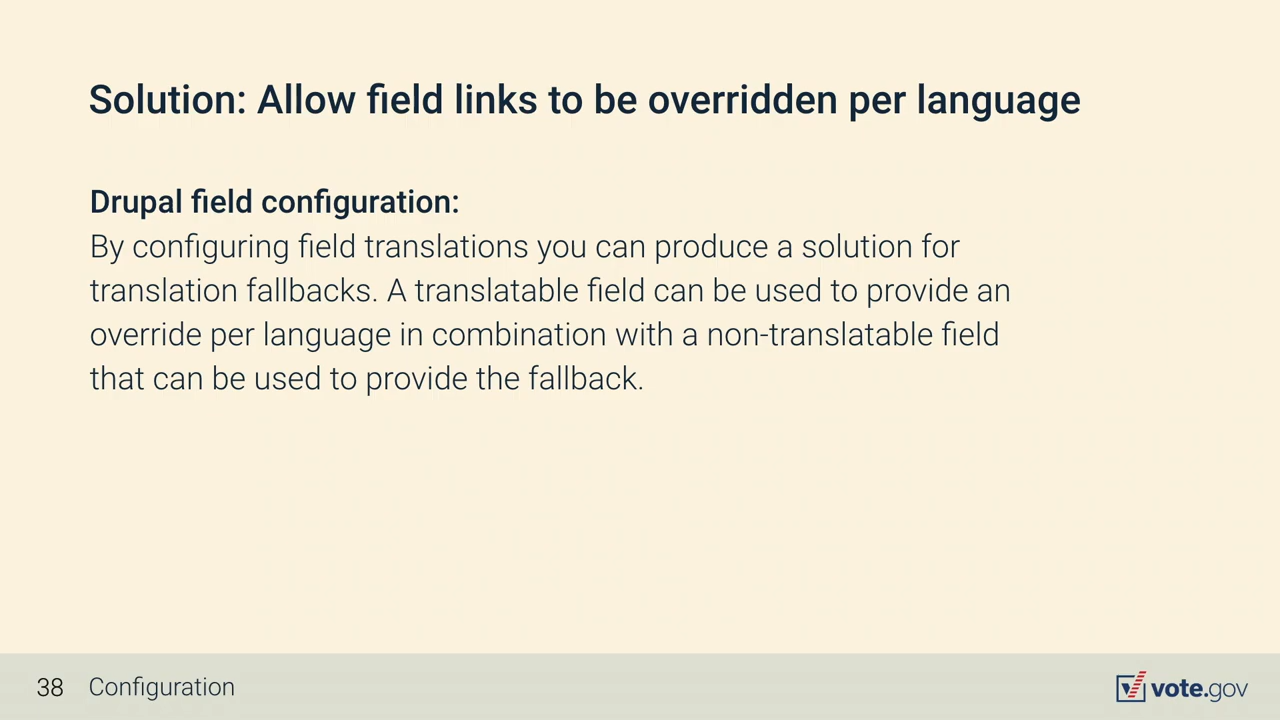 Solution: Allow field links to be overridden per language
Drupal field configuration:
By configuring field translations you can produce a solution for
translation fallbacks. A translatable field can be used to provide an
override per language in combination with a non-translatable field
that can be used to provide the fallback.
38 Configuration
vote.gov